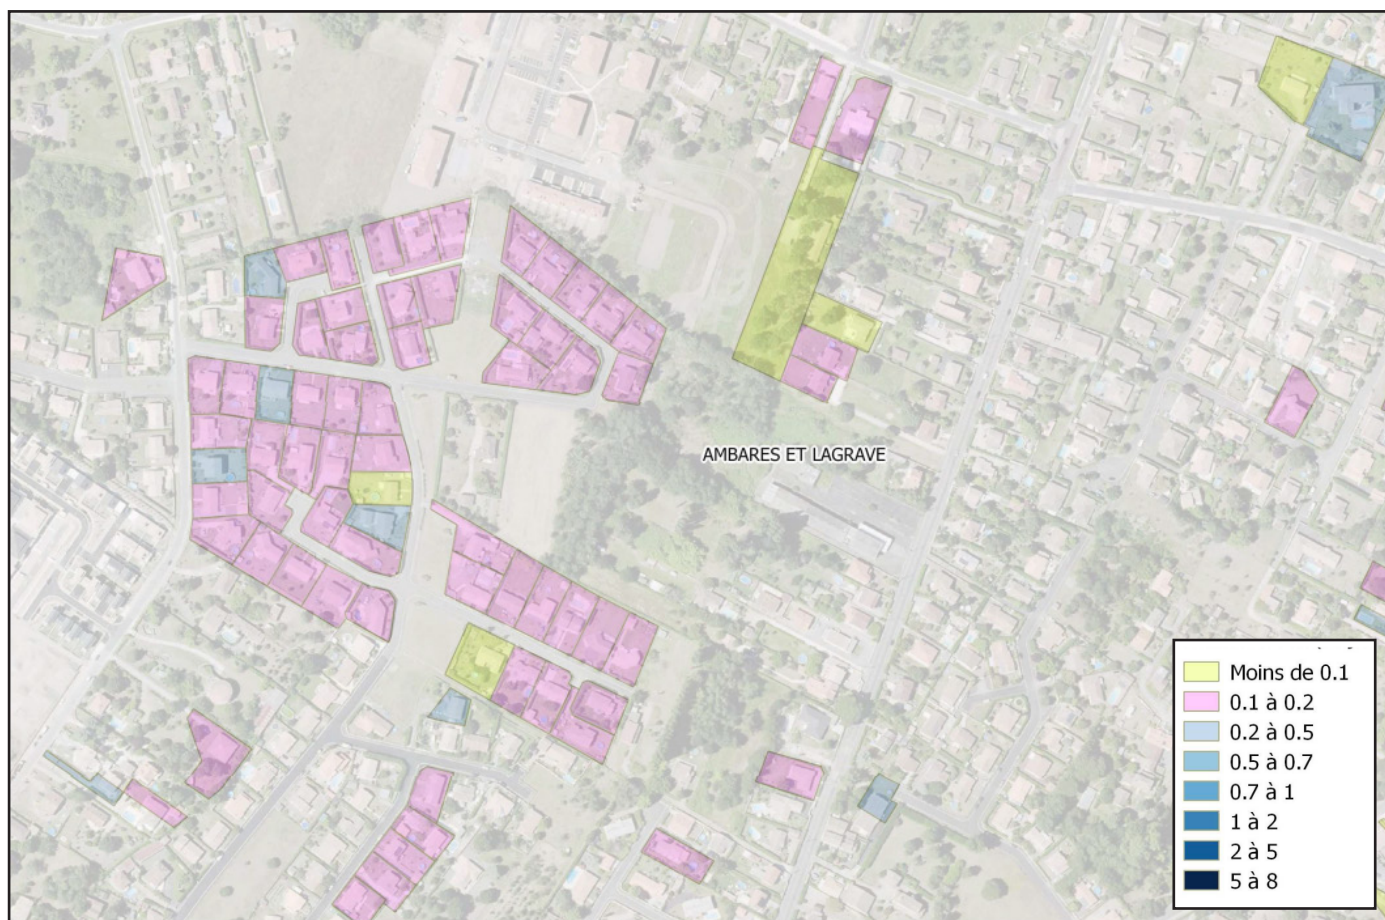 AMBARES ET LAGRAVE
Moins de 0.1
0.1 à 0.2
0.2 à 0.5
0.5 à 0.7
0.7 à 1
1 à 2
2 à 5
5 à 8